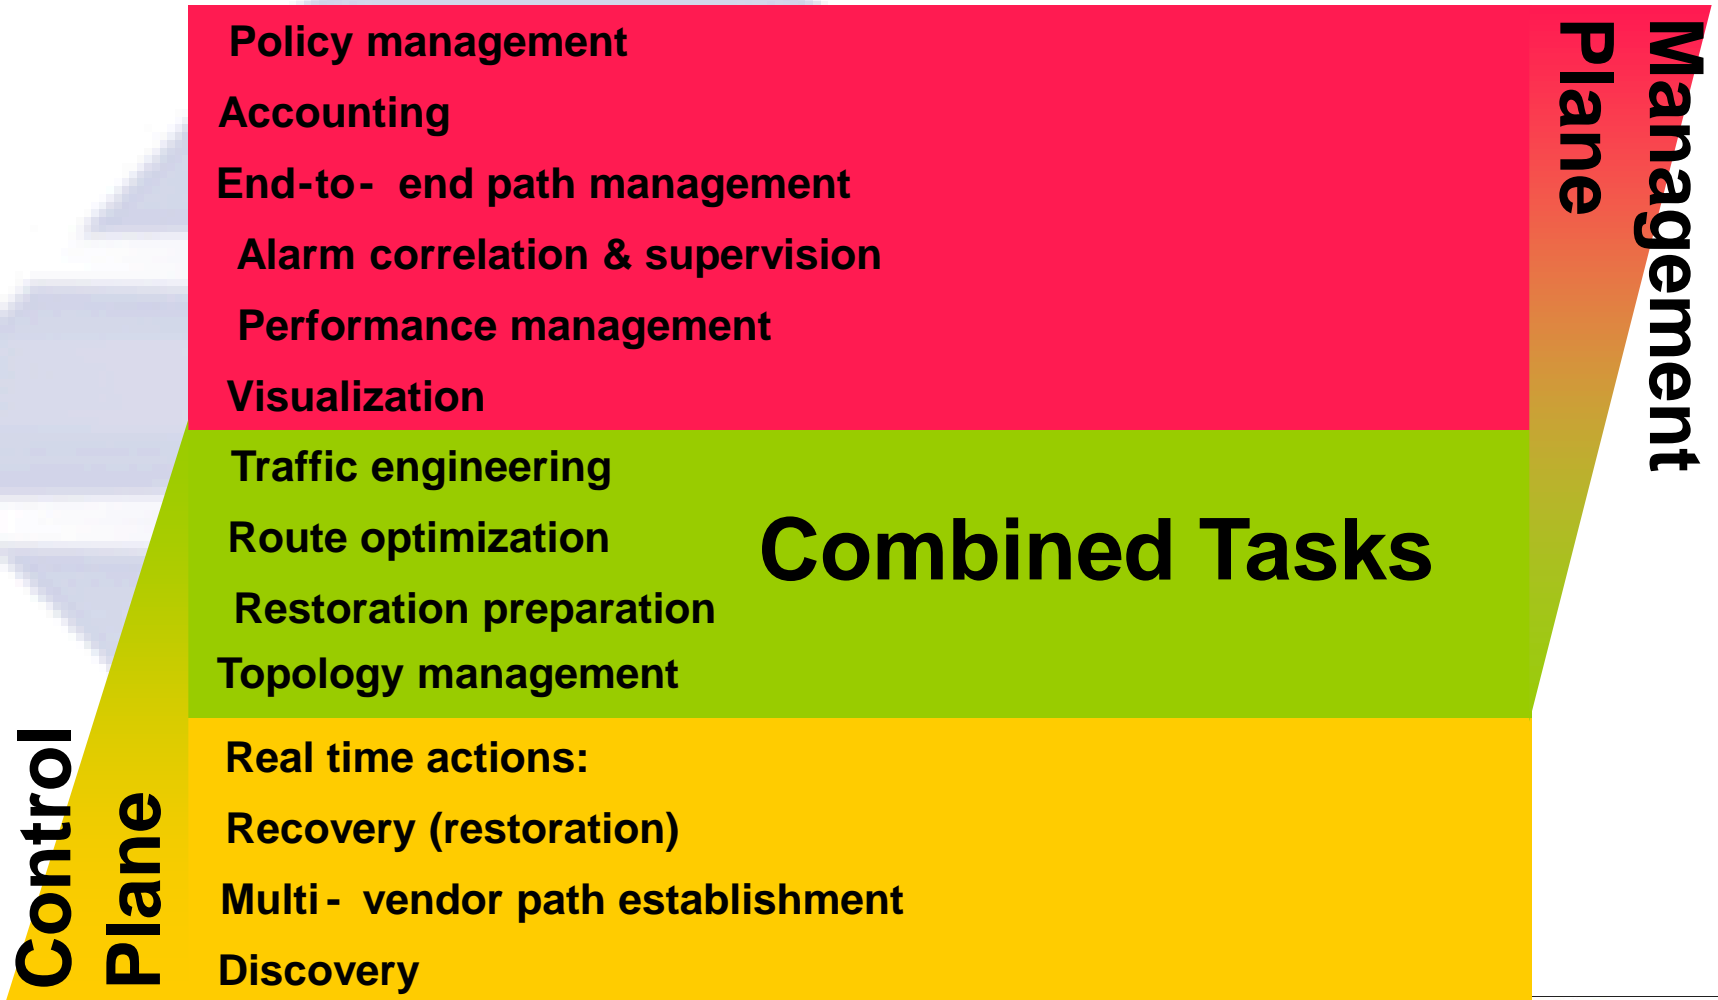 Policy management
Accounting
End-to- end path management
Alarm correlation & supervision
Performance management
Visualization
Management
Plane
Traffic engineering
Route optimization
Restoration preparation
Topology management
Combined Tasks
Real time actions:
Recovery (restoration)
Multi- vendor path establishment
Discovery
Control
Plane